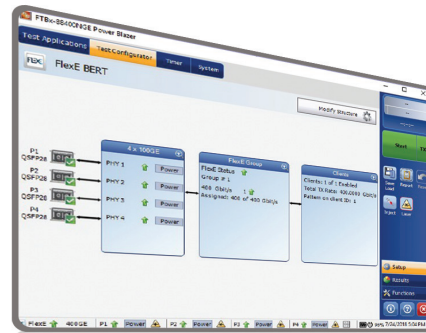 FTBx-88400NGE Power Blazer
Test Applications Test Configurator Timer System
FlexE BERT
Modify Structure
4 x 100GE
FlexE Group
Clients
P1
QSFP28
P2
QSFP28
P3
QSFP28
P4
QSFP28
PHY 1 Power
PHY 2 Power
PHY 3 Power
PHY 4 Power
FlexE Status
Group # 1
400 Gbit/s 1
Assigned: 400 of 400 Gbit/s
Clients: 1 of 1 Enabled
Total TX Rate: 400.0000 Gbit/s
Pattern on client ID: 1
Start TX
Save Report
Inject Laser
Setup
Results
Functions
FlexE 400GE P1 Power P2 Power P3 Power P4 Power